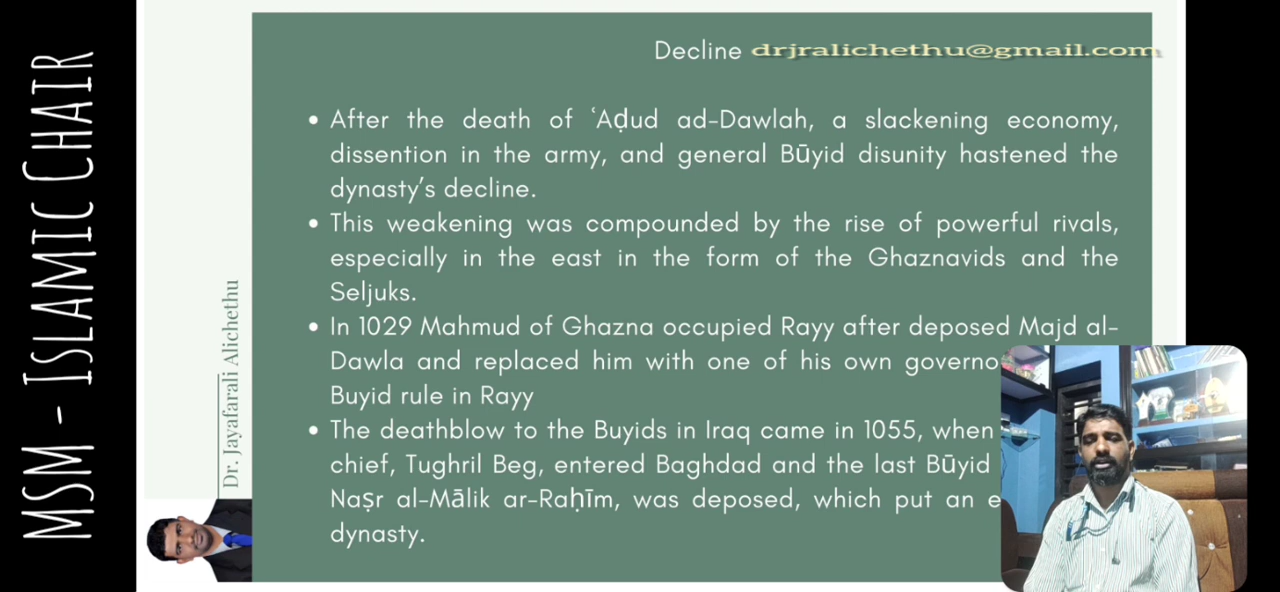 MSM - ISLAMIC CHAIR
Dr. Jayafarali Alichethu
Decline drjralichethu@gmail.com
• After the death of ʿAḍud ad-Dawlah, a slackening economy,
dissention in the army, and general Būyid disunity hastened the
dynasty’s decline.
• This weakening was compounded by the rise of powerful rivals,
especially in the east in the form of the Ghaznavids and the
Seljuks.
• In 1029 Mahmud of Ghazna occupied Rayy after deposed Majd al-
Dawla and replaced him with one of his own
Buyid rule in Rayy
• The deathblow to the Buyids in Iraq came in 1055, when
chief, Tughril Beg, entered Baghdad and the last Būyid
Naṣr al-Mālik ar-Raḥīm, was deposed, which put an
dynasty.